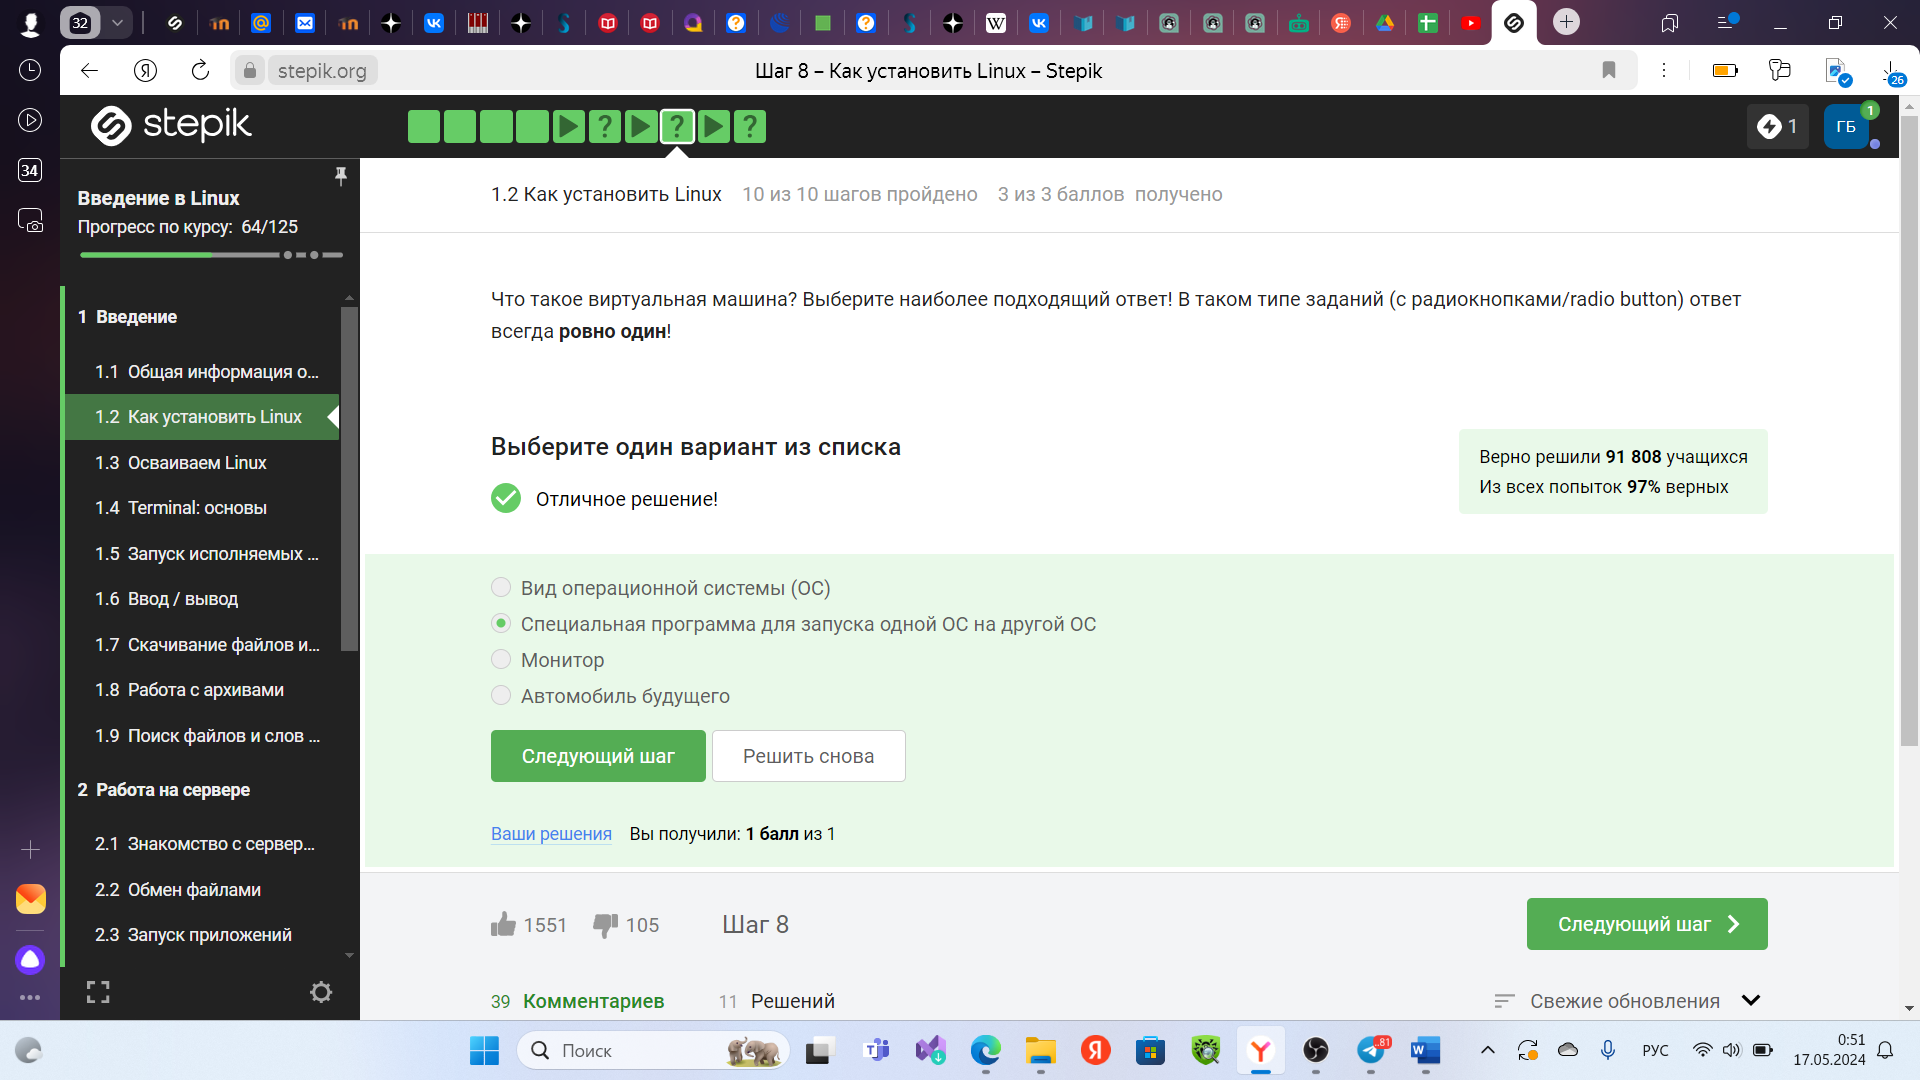 32
stepik.org
Шаг 8 – Как установить Linux – Stepik
26
34
stepik
1
ГБ
1
Введение в Linux
Прогресс по курсу: 64/125
1 Введение
1.1 Общая информация о...
1.2 Как установить Linux
1.3 Осваиваем Linux
1.4 Terminal: основы
1.5 Запуск исполняемых ...
1.6 Ввод / вывод
1.7 Скачивание файлов и...
1.8 Работа с архивами
1.9 Поиск файлов и слов ...
2 Работа на сервере
2.1 Знакомство с сервер...
2.2 Обмен файлами
2.3 Запуск приложений
1.2 Как установить Linux 10 из 10 шагов пройдено 3 из 3 баллов получено
Что такое виртуальная машина? Выберите наиболее подходящий ответ! В таком типе заданий (с радиокнопками/radio button) ответ
всегда ровно один!
Выберите один вариант из списка
Отличное решение!
Верно решили 91 808 учащихся
Из всех попыток 97% верных
Вид операционной системы (ОС)
Специальная программа для запуска одной ОС на другой ОС
Монитор
Автомобиль будущего
Следующий шаг
Решить снова
Ваши решения Вы получили: 1 балл из 1
1551
105
Шаг 8
Следующий шаг
39 Комментариев
11 Решений
Свежие обновления
Поиск
81
РУС
0:51
17.05.2024